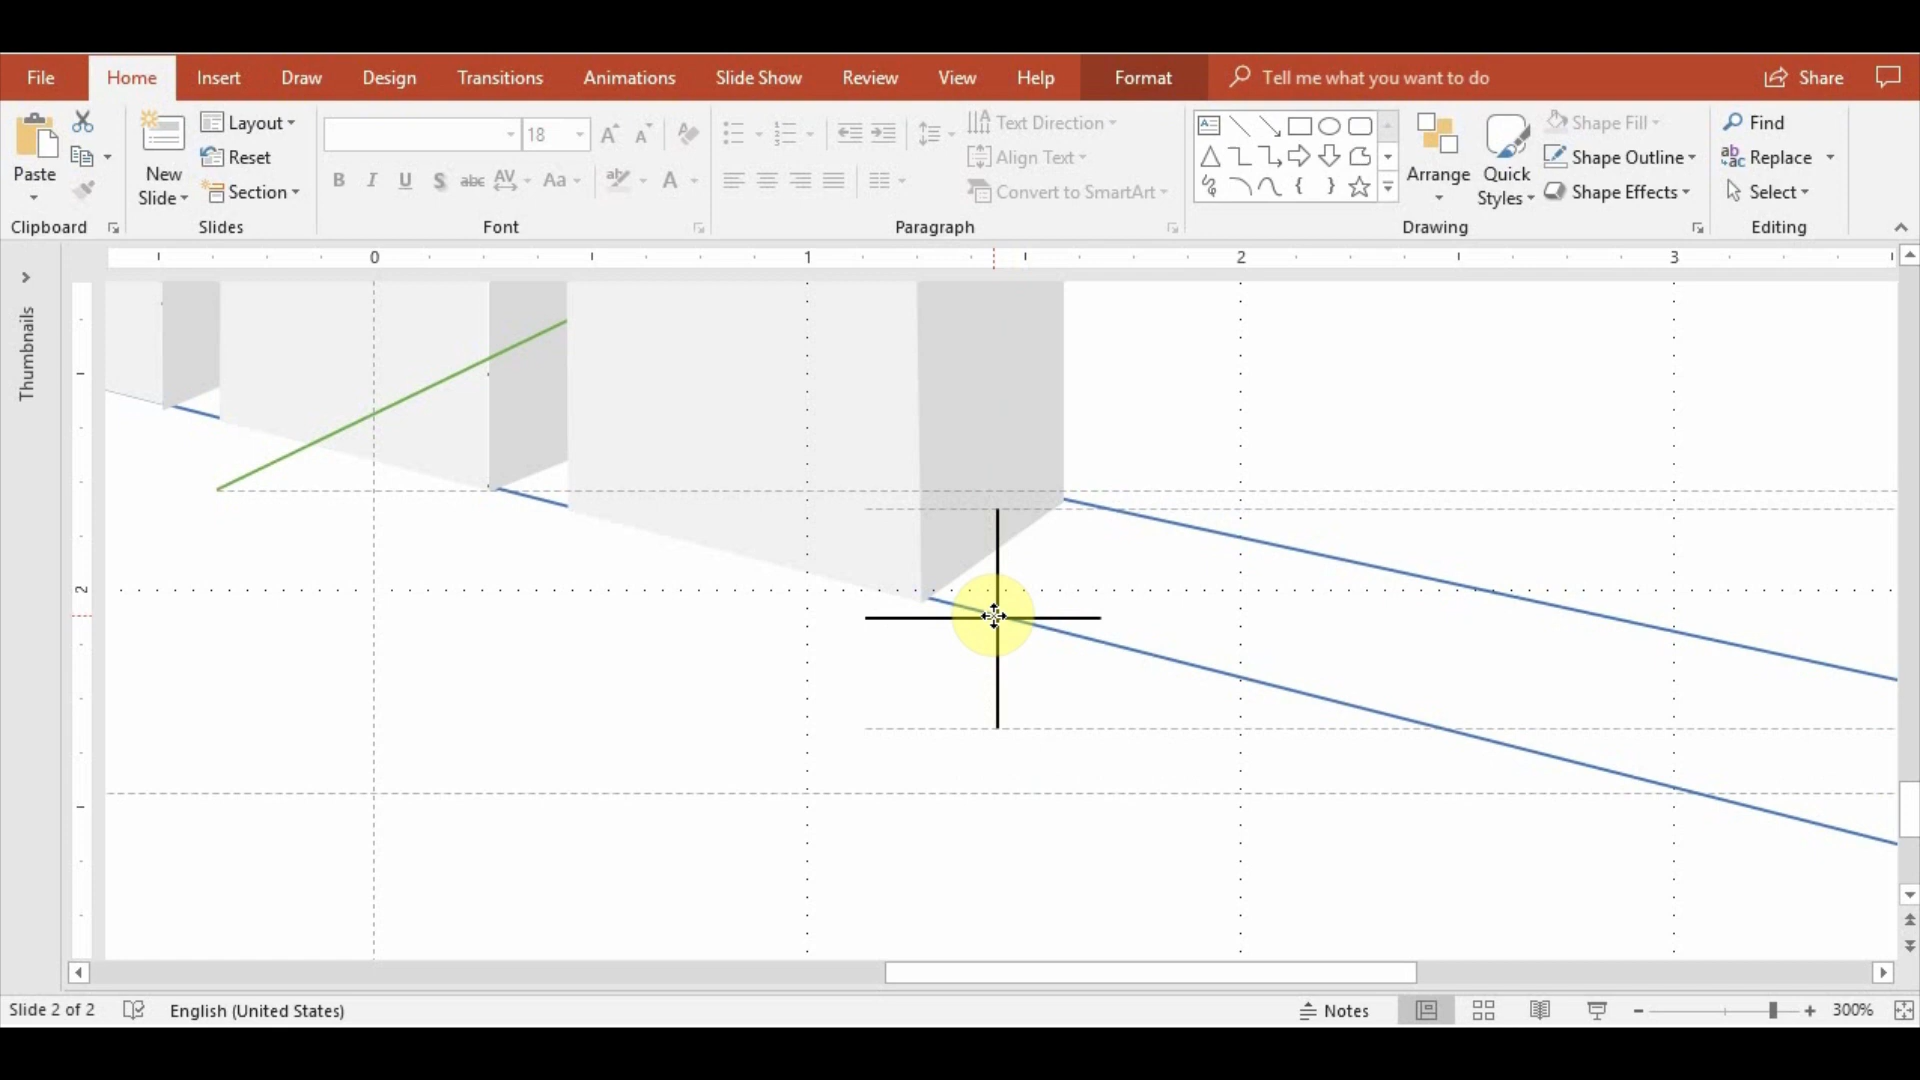 File Home Insert Draw Design Transitions Animations Slide Show Review View Help Format Tell me what you want to do Share
Paste
New
Slide
Layout
Reset
Section
18
B I U S abc AV Aa A
Text Direction
Align Text
Convert to SmartArt
Arrange
Quick
Styles
Shape Fill
Shape Outline
Shape Effects
Find
Replace
Select
Clipboard Slides Font Paragraph Drawing Editing
0 1 2 3
Thumbnails
2
Slide 2 of 2 English (United States) Notes 300%